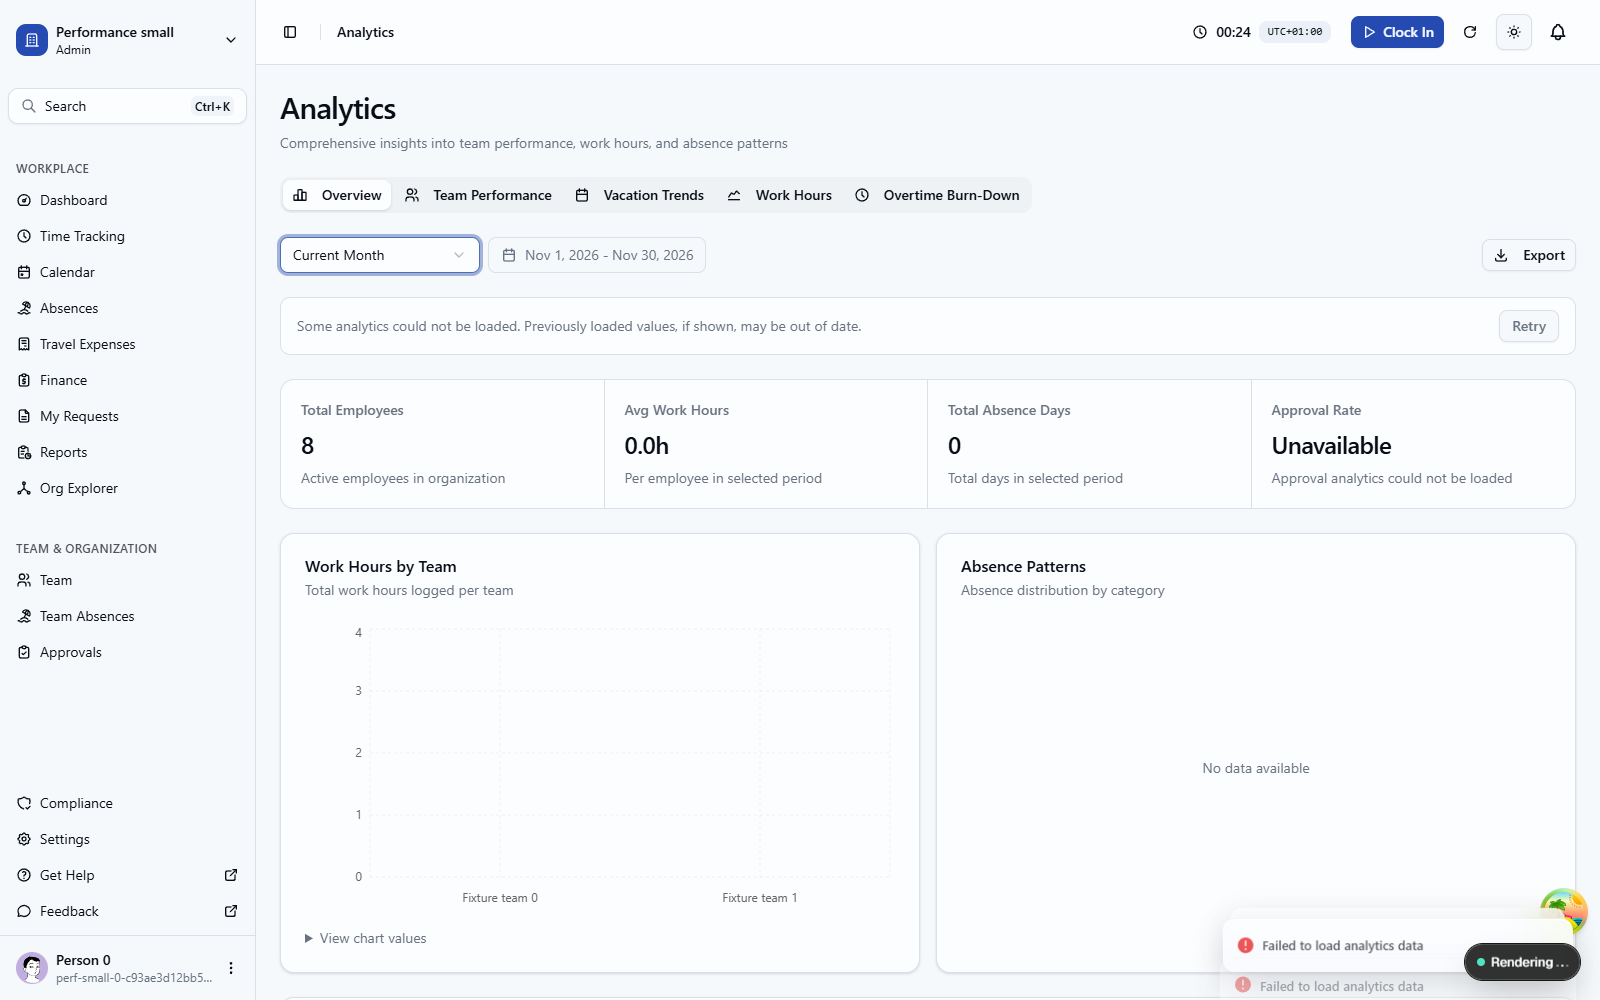 Performance small
Admin
Search
Ctrl+K
WORKPLACE
Dashboard
Time Tracking
Calendar
Absences
Travel Expenses
Finance
My Requests
Reports
Org Explorer
TEAM & ORGANIZATION
Team
Team Absences
Approvals
Compliance
Settings
Get Help
Feedback
Person 0
perf-small-0-c93ae3d12bb5...
Analytics
00:24
UTC+01:00
Clock In
Analytics
Comprehensive insights into team performance, work hours, and absence patterns
Overview
Team Performance
Vacation Trends
Work Hours
Overtime Burn-Down
Current Month
Nov 1, 2026 - Nov 30, 2026
Export
Some analytics could not be loaded. Previously loaded values, if shown, may be out of date.
Retry
Total Employees
8
Active employees in organization
Avg Work Hours
0.0h
Per employee in selected period
Total Absence Days
0
Total days in selected period
Approval Rate
Unavailable
Approval analytics could not be loaded
Work Hours by Team
Total work hours logged per team
4
3
2
1
0
Fixture team 0
Fixture team 1
View chart values
Absence Patterns
Absence distribution by category
No data available
Failed to load analytics data
Rendering ...
Failed to load analytics data